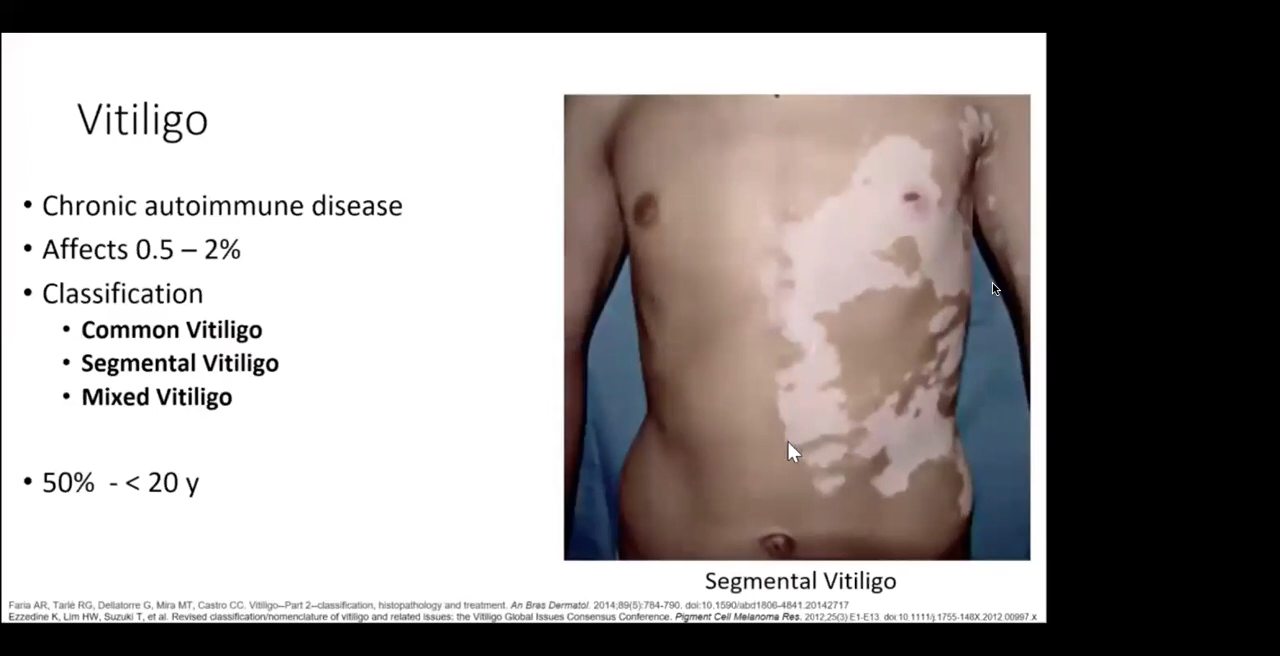 Vitiligo
• Chronic autoimmune disease
• Affects 0.5 – 2%
• Classification
• Common Vitiligo
• Segmental Vitiligo
• Mixed Vitiligo
• 50% - < 20 y
Segmental Vitiligo
Faria AR, Tarlé RG, Dellatorre G, Mira MT, Castro CC. Vitiligo--Part 2--classification, histopathology and treatment. An Bras Dermatol. 2014;89(5):784-790. doi:10.1590/abd1806-4841.20142717
Ezzedine K, Lim HW, Suzuki T, et al. Revised classification/nomenclature of vitiligo and related issues: the Vitiligo Global Issues Consensus Conference. Pigment Cell Melanoma Res. 2012;25(3):E1-E13. doi:10.1111/j.1755-148X.2012.00997.x